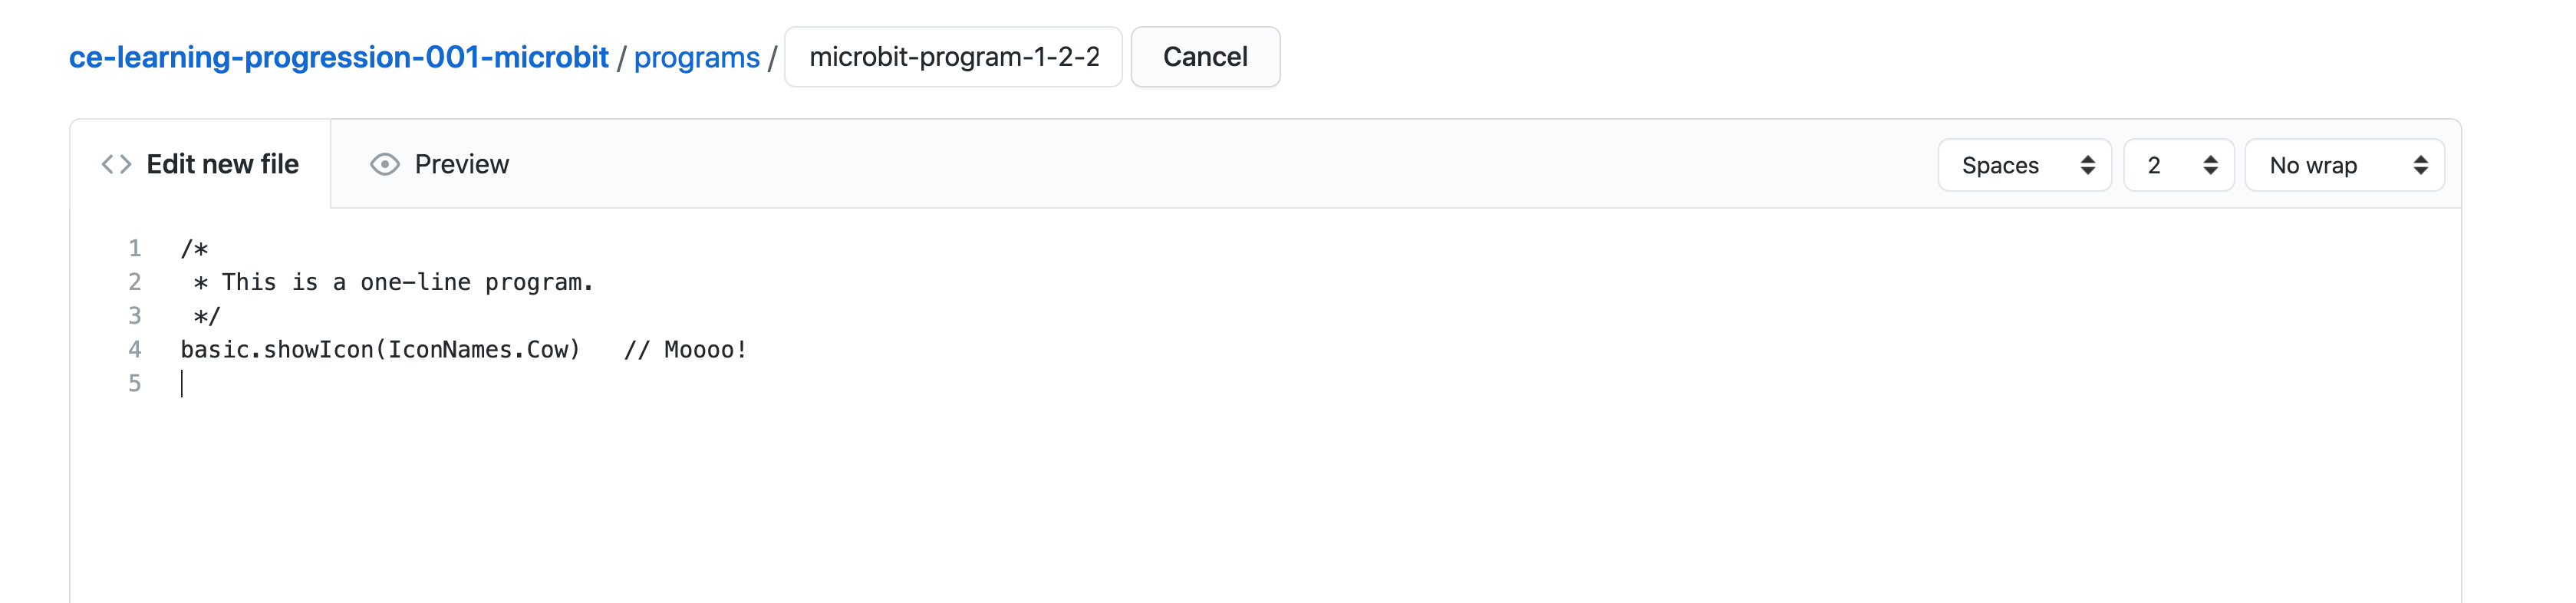 ce-learning-progression-001-microbit / programs / microbit-program-1-2-2 Cancel
<> Edit new file Preview Spaces 2 No wrap
1 /*
2  * This is a one-line program.
3  */
4 basic.showIcon(IconNames.Cow)   // Moooo!
5